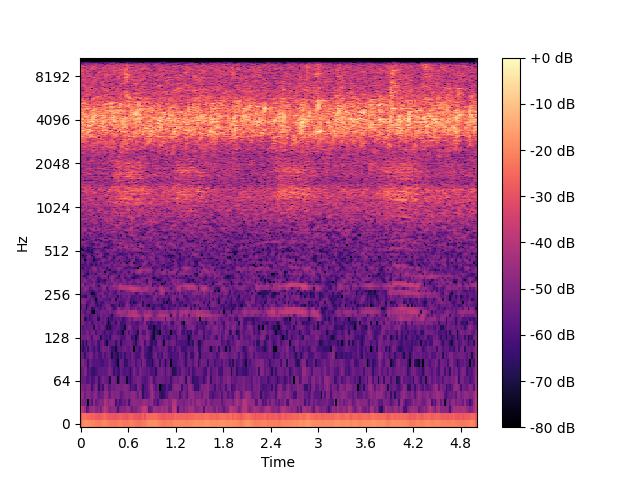 8192
4096
2048
1024
512
256
128
64
0
Hz
0 0.6 1.2 1.8 2.4 3 3.6 4.2 4.8
Time
+0 dB
-10 dB
-20 dB
-30 dB
-40 dB
-50 dB
-60 dB
-70 dB
-80 dB